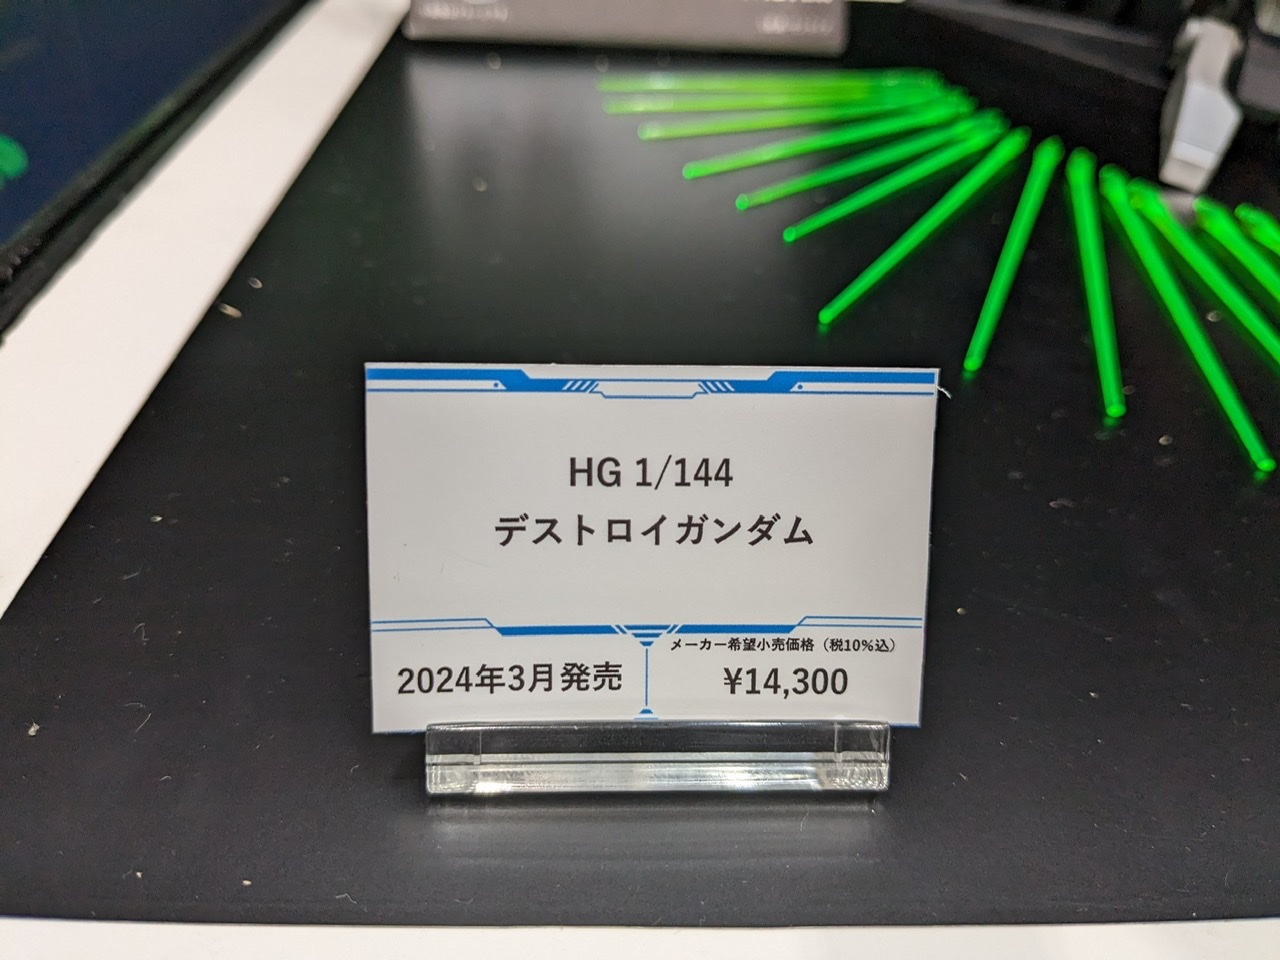 HG 1/144
デストロイガンダム
2024年3月発売
メーカー希望小売価格（税10%込）
¥14,300